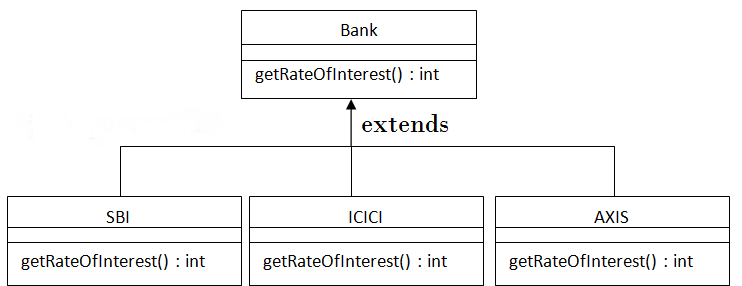 Bank
getRateOfInterest() : int
extends
SBI
getRateOfInterest() : int
ICICI
getRateOfInterest() : int
AXIS
getRateOfInterest() : int